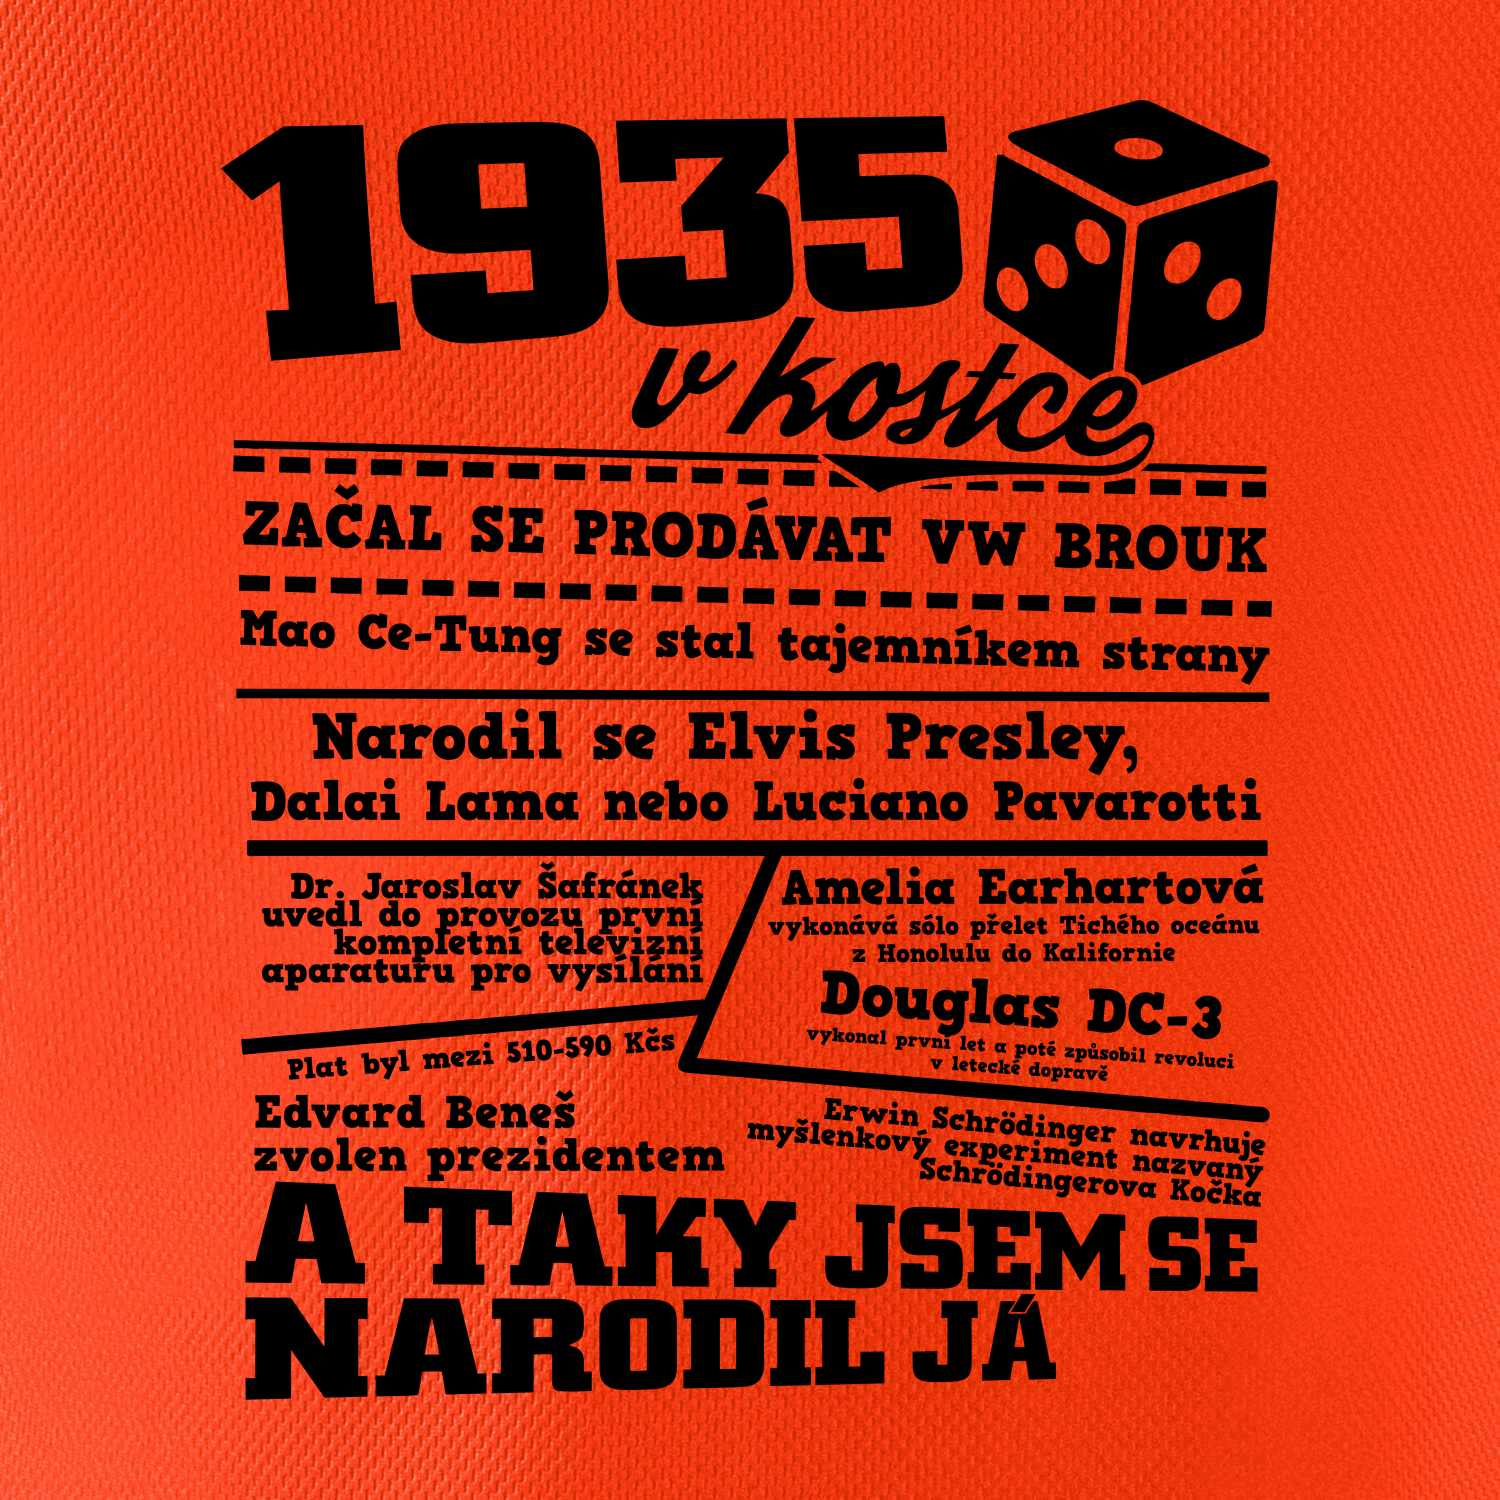 1935
v kostce
ZAČAL SE PRODÁVAT VW BROUK
Mao Ce-Tung se stal tajemníkem strany
Narodil se Elvis Presley,
Dalai Lama nebo Luciano Pavarotti
Dr. Jaroslav Šafránek
uvedl do provozu první
kompletní televizní
aparaturu pro vysílání
Plat byl mezi 510-590 Kčs
Edvard Beneš
zvolen prezidentem
Amelia Earhartová
vykonává sólo přelet Tichého oceánu
z Honolulu do Kalifornie
Douglas DC-3
vykonal první let a poté způsobil revoluci
v letecké dopravě
Erwin Schrödinger navrhuje
myšlenkový experiment nazvaný
Schrödingerova Kočka
A TAKY JSEM SE
NARODIL JÁ